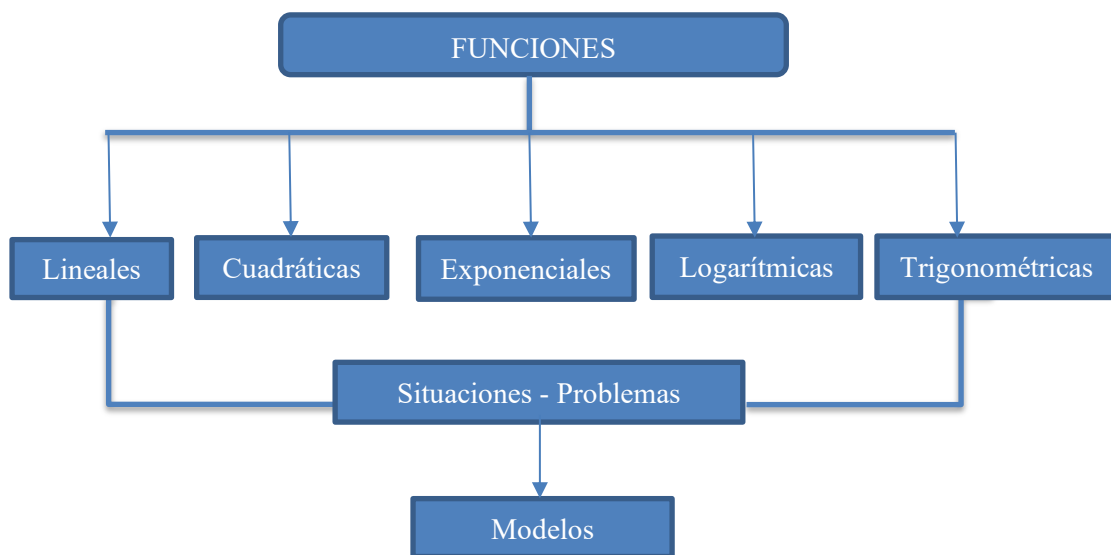 FUNCIONES
Lineales
Cuadráticas
Exponenciales
Logarítmicas
Trigonométricas
Situaciones - Problemas
Modelos